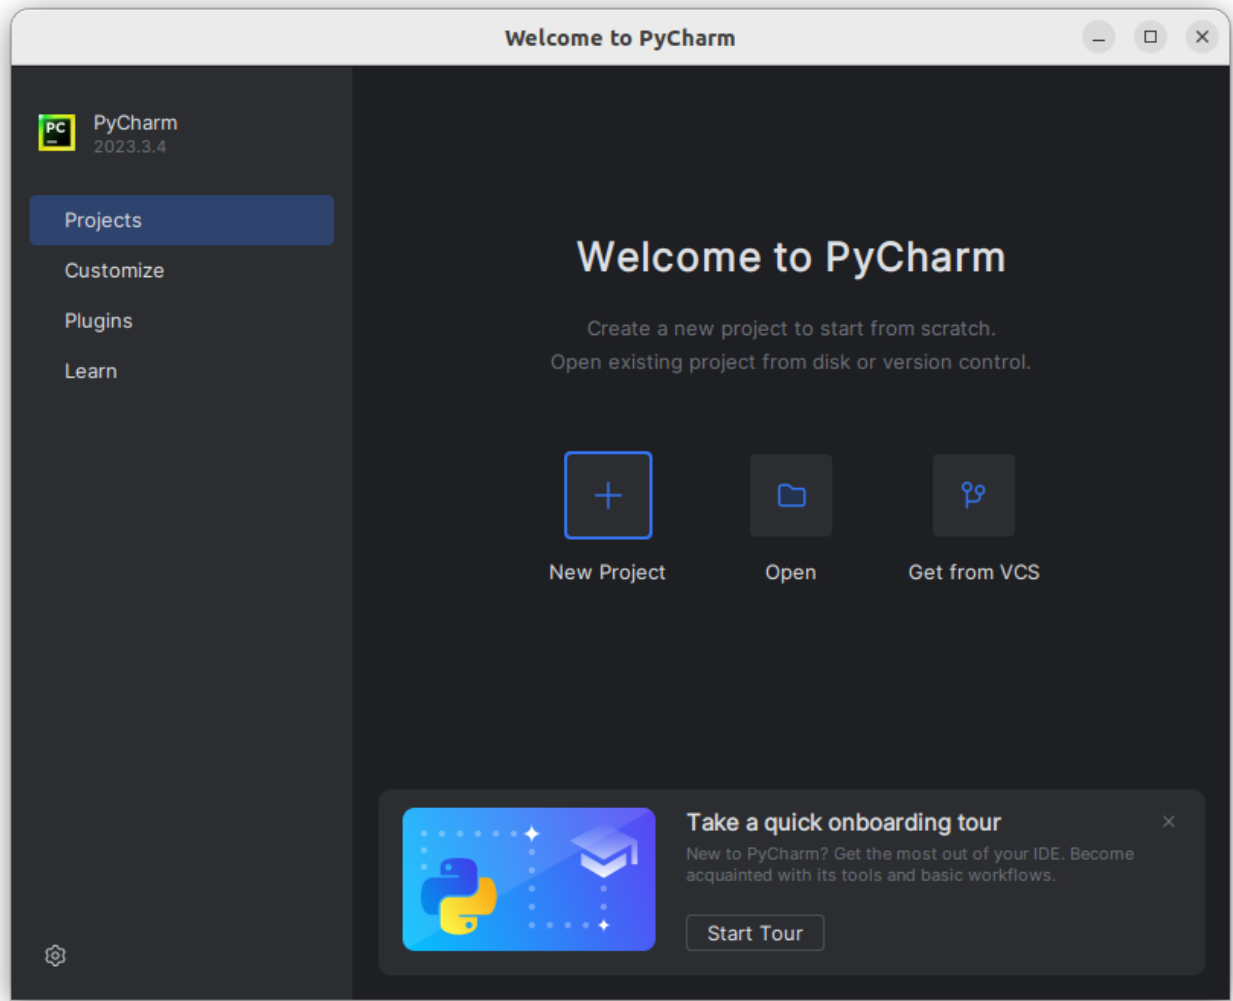 Welcome to PyCharm
PC
PyCharm
2023.3.4
Projects
Customize
Plugins
Learn
Welcome to PyCharm
Create a new project to start from scratch.
Open existing project from disk or version control.
New Project
Open
Get from VCS
Take a quick onboarding tour
New to PyCharm? Get the most out of your IDE. Become
acquainted with its tools and basic workflows.
Start Tour